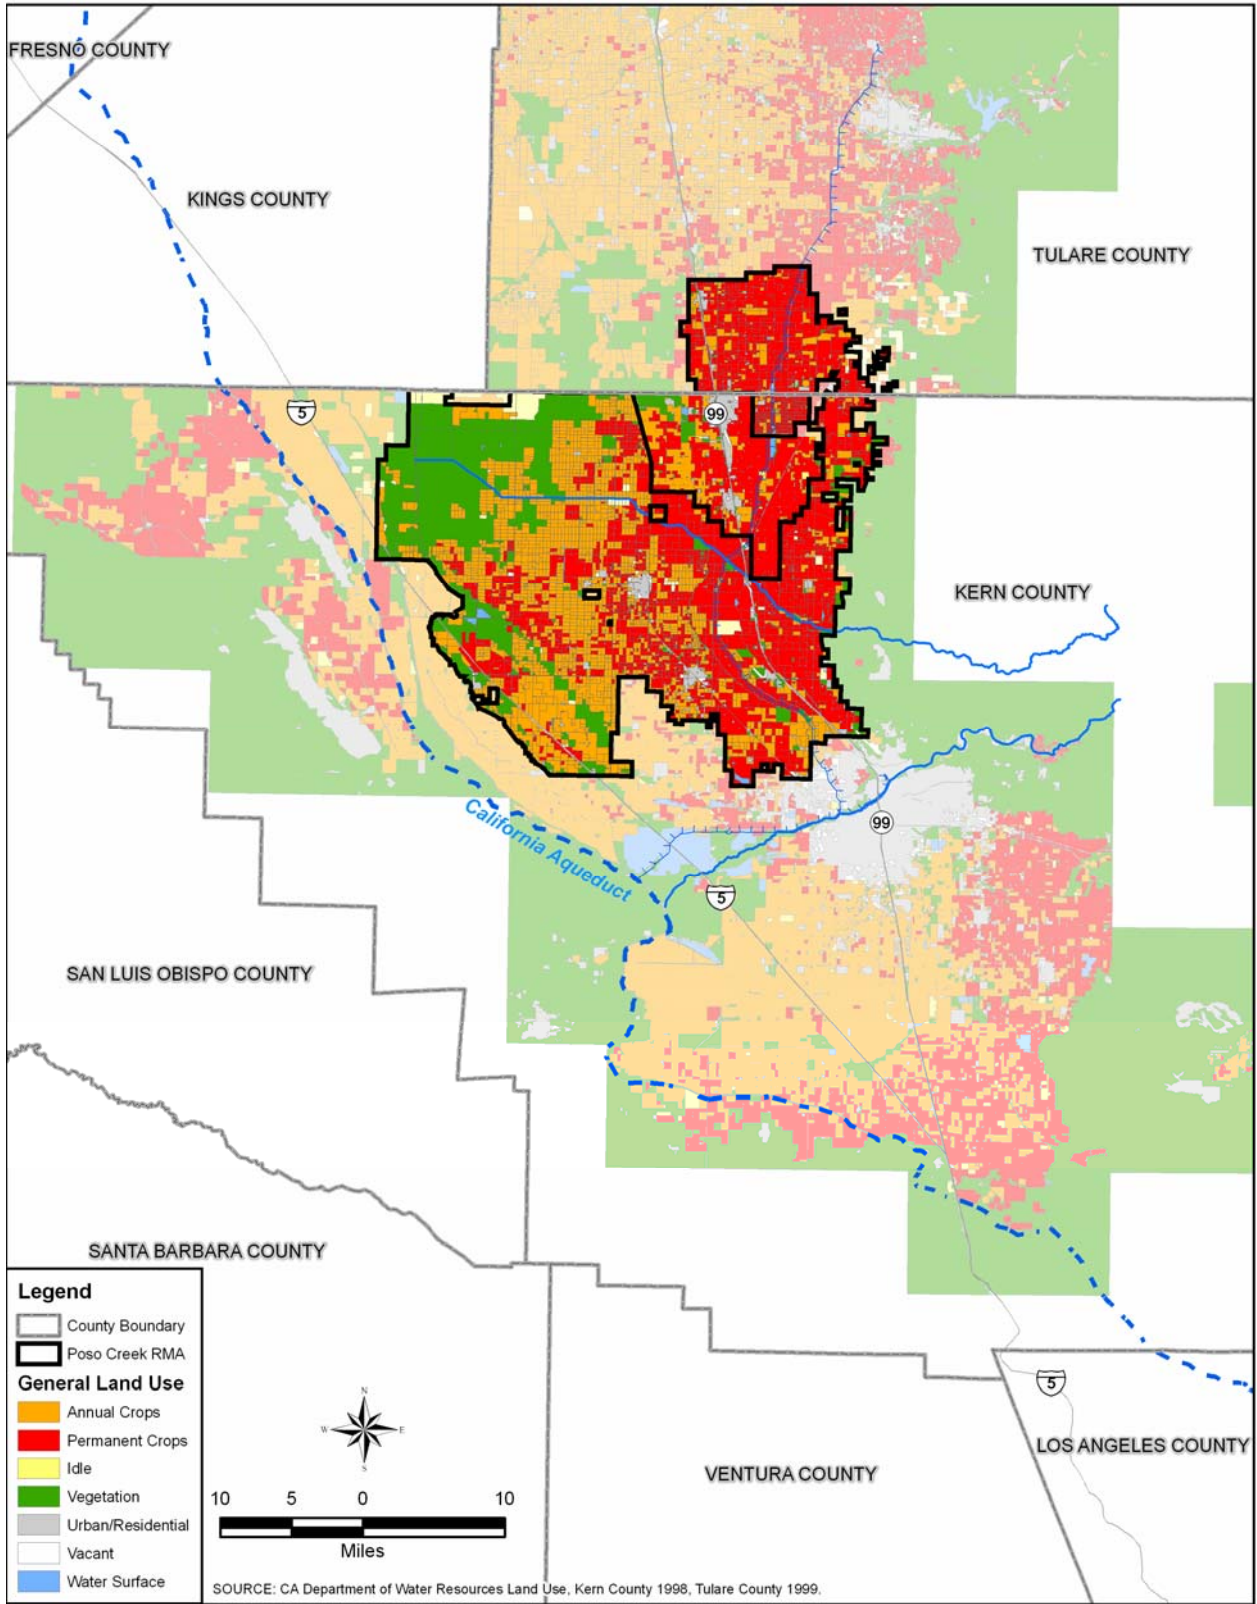 FRESNO COUNTY
KINGS COUNTY
TULARE COUNTY
5
99
KERN COUNTY
California Aqueduct
99
5
SAN LUIS OBISPO COUNTY
SANTA BARBARA COUNTY
Legend
County Boundary
Poso Creek RMA
General Land Use
Annual Crops
Permanent Crops
Idle
Vegetation
Urban/Residential
Vacant
Water Surface
N
W E
S
10 5 0 10
Miles
5
LOS ANGELES COUNTY
VENTURA COUNTY
SOURCE: CA Department of Water Resources Land Use, Kern County 1998, Tulare County 1999.